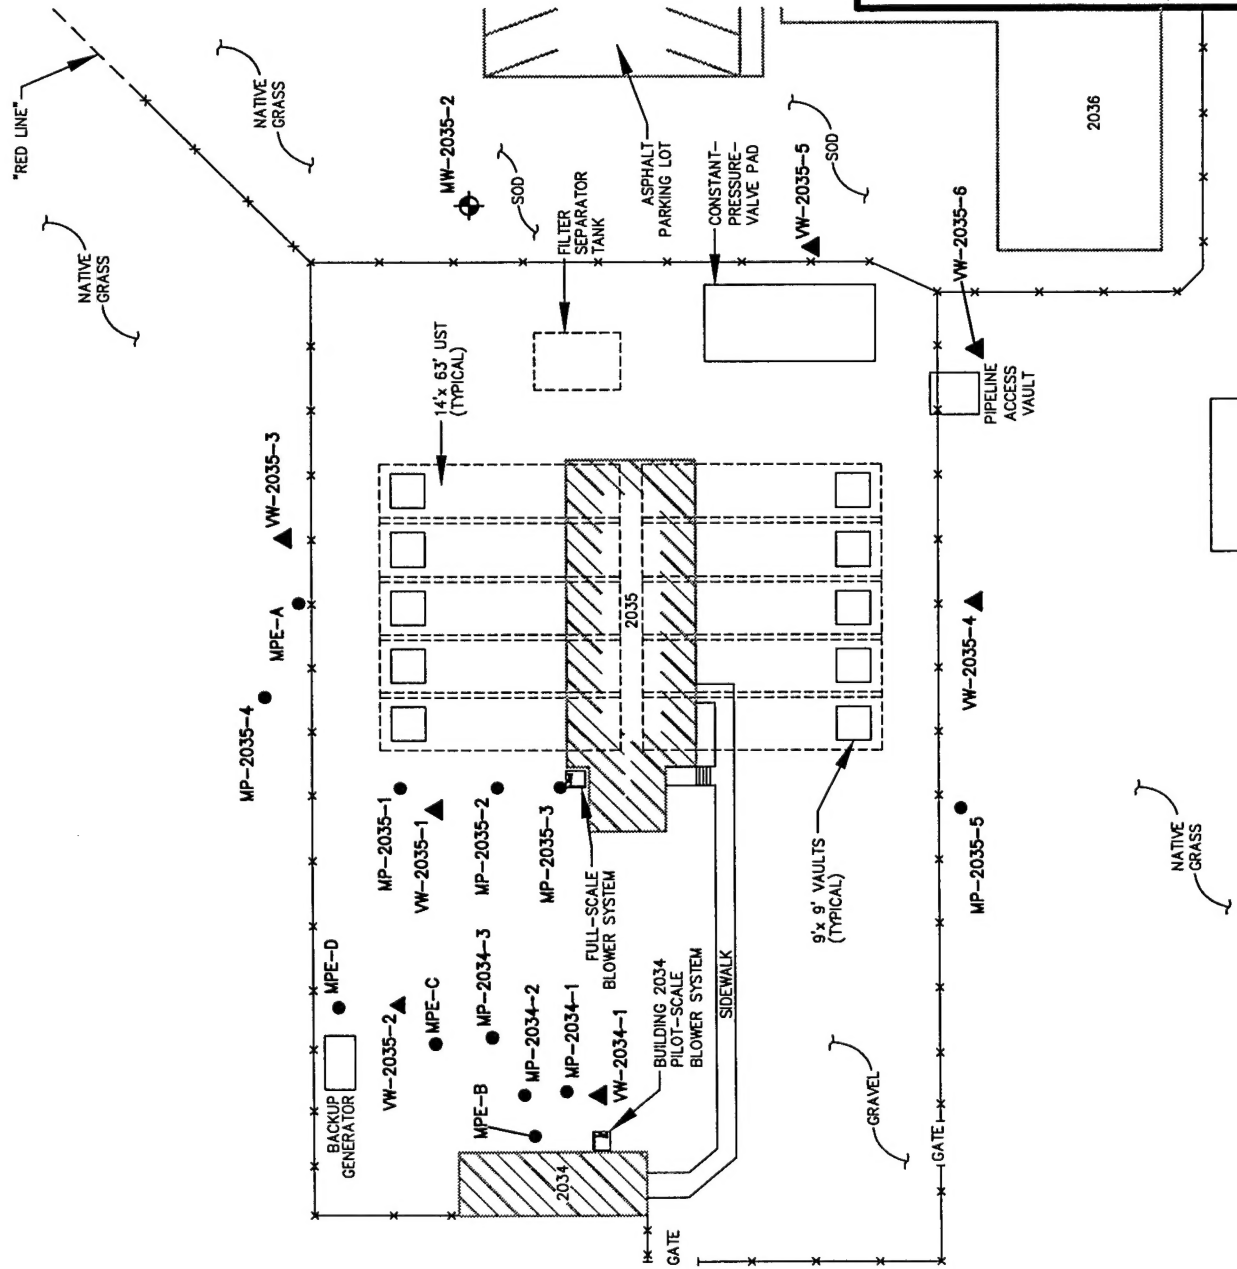 "RED LINE"
NATIVE
GRASS
NATIVE
GRASS
MW-2035-2
SOD
FILTER
SEPARATOR
TANK
ASPHALT
PARKING LOT
CONSTANT-
PRESSURE-
VALVE PAD
VW-2035-5
SOD
2036
VW-2035-6
PIPELINE
ACCESS
VAULT
14'x 63' UST
(TYPICAL)
VW-2035-3
MPE-A
MP-2035-4
2035
VW-2035-4
MP-2035-1
VW-2035-1
MP-2035-2
MP-2035-3
FULL-SCALE
BLOWER SYSTEM
9'x 9' VAULTS
(TYPICAL)
MP-2035-5
NATIVE
GRASS
MPE-D
VW-2035-2
MPE-C
MP-2034-3
MP-2034-2
MP-2034-1
VW-2034-1
BUILDING 2034
PILOT-SCALE
BLOWER SYSTEM
SIDEWALK
BACKUP
GENERATOR
MPE-B
2034
GRAVEL
GATE
GATE